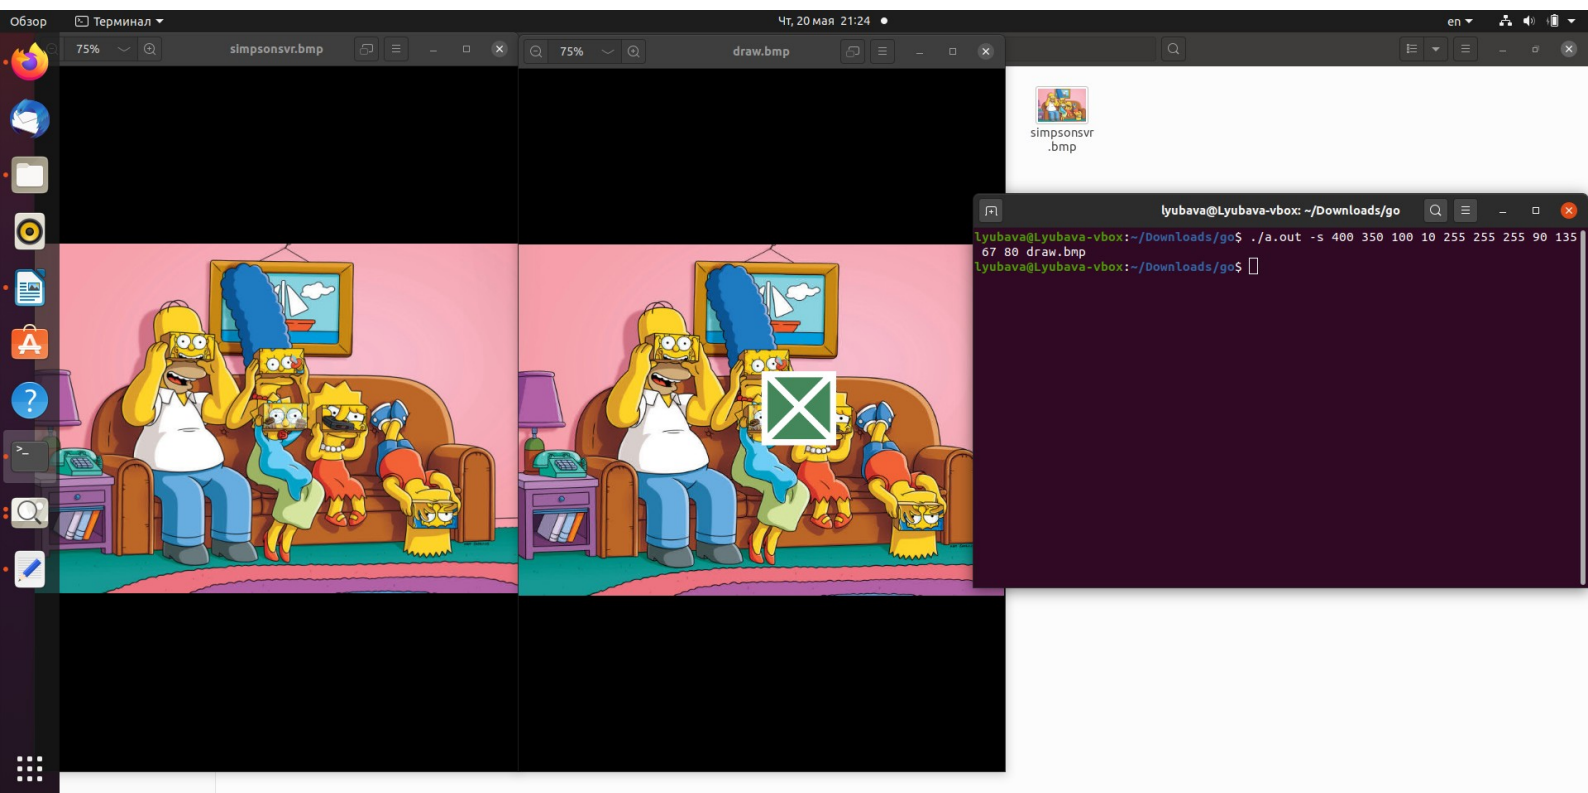 Обзор
Терминал
Чт, 20 мая 21:24
en
75%
simpsonsvr.bmp
75%
draw.bmp
simpsonsvr
.bmp
lyubava@Lyubava-vbox: ~/Downloads/go
lyubava@Lyubava-vbox:~/Downloads/go$ ./a.out -s 400 350 100 10 255 255 255 90 135
67 80 draw.bmp
lyubava@Lyubava-vbox:~/Downloads/go$